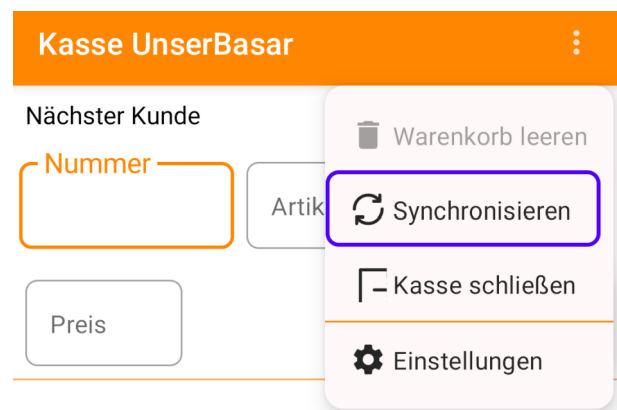 Kasse UnserBasar
Nächster Kunde
Nummer
Artik
Preis
Warenkorb leeren
Synchronisieren
Kasse schließen
Einstellungen